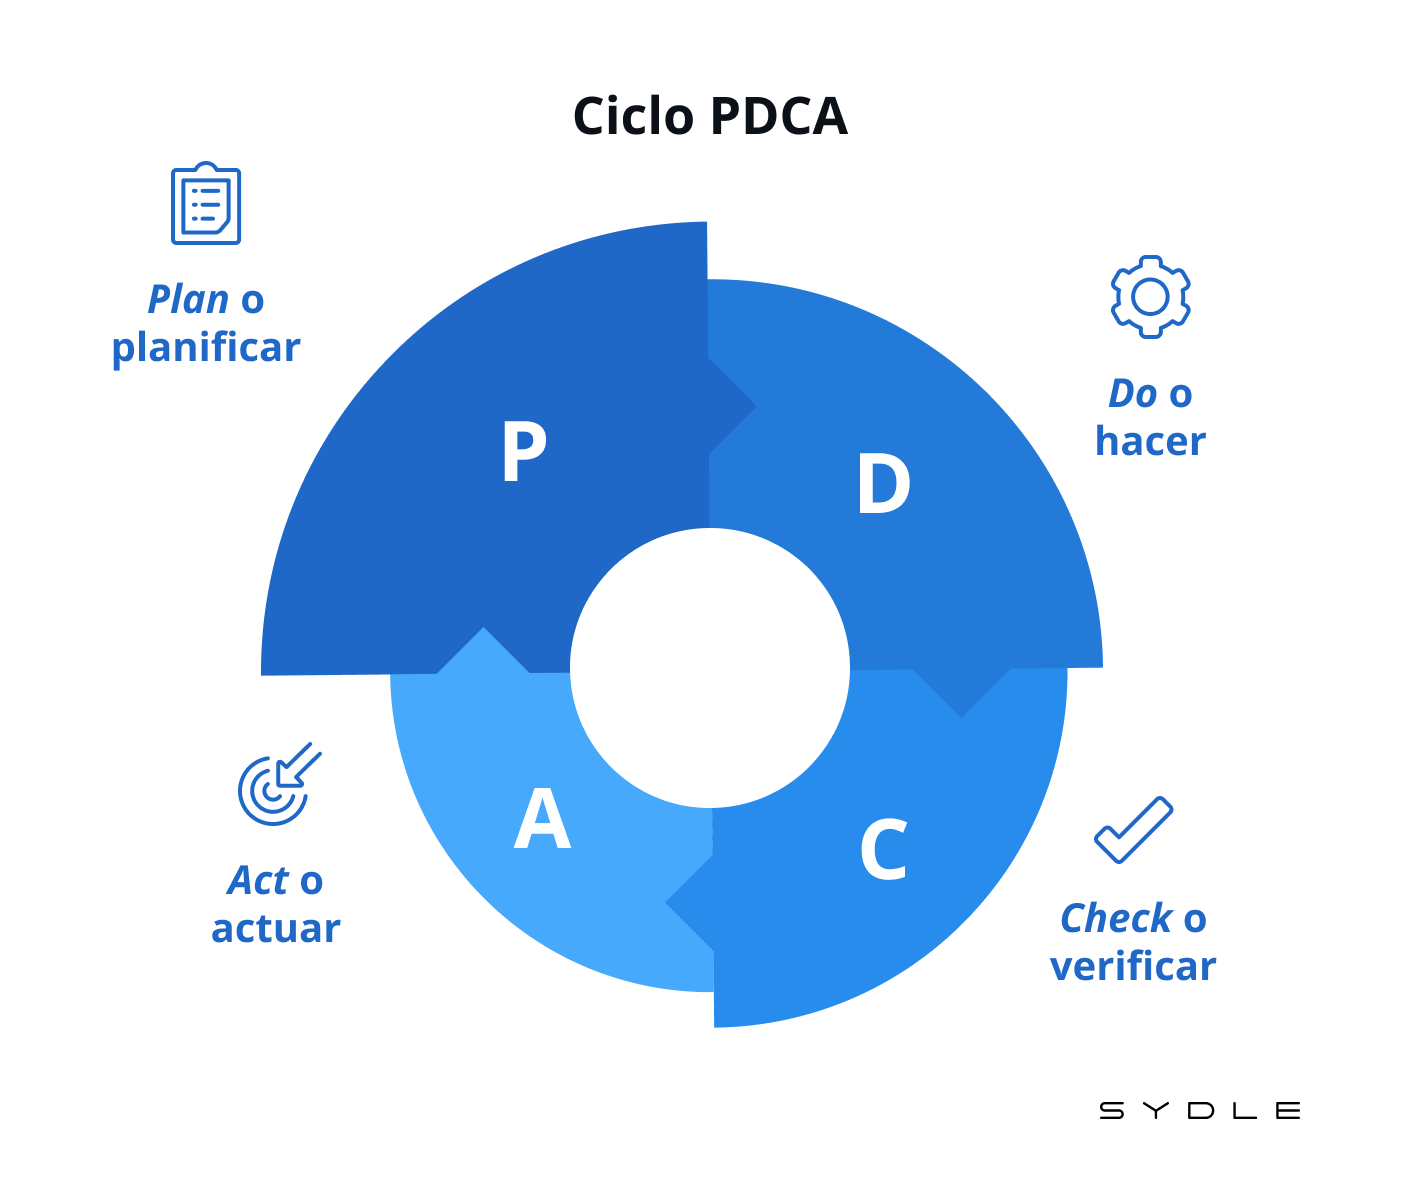 Ciclo PDCA
Plan o
planificar
Do o
hacer
P
D
A
C
Act o
actuar
Check o
verificar
SYDLE